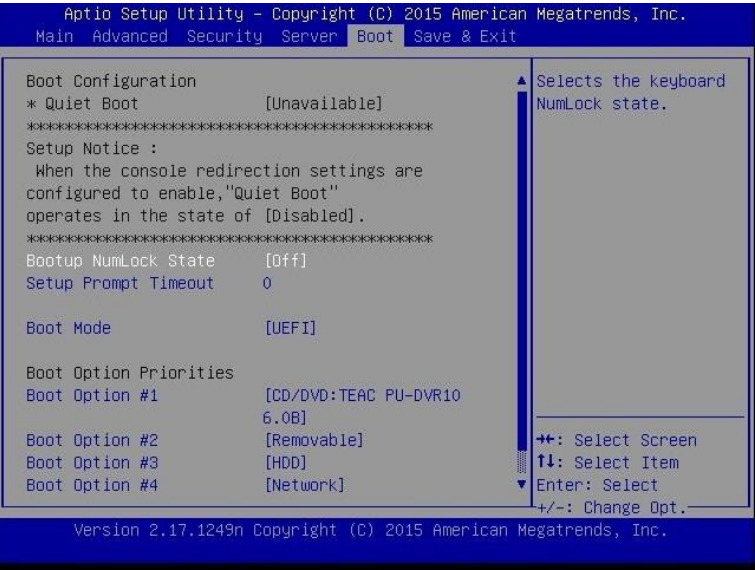 Aptio Setup Utility – Copyright (C) 2015 American Megatrends, Inc.
Main Advanced Security Server Boot Save & Exit
Boot Configuration
* Quiet Boot [Unavailable]
*******************************************
Setup Notice :
When the console redirection settings are
configured to enable,"Quiet Boot"
operates in the state of [Disabled].
*******************************************
Bootup NumLock State [Off]
Setup Prompt Timeout 0
Boot Mode [UEFI]
Boot Option Priorities
Boot Option #1 [CD/DVD:TEAC PU-DVR10
6.0B]
Boot Option #2 [Removable]
Boot Option #3 [HDD]
Boot Option #4 [Network]
Selects the keyboard
NumLock state.
→←: Select Screen
↑↓: Select Item
Enter: Select
+/-: Change Opt.
Version 2.17.1249n Copyright (C) 2015 American Megatrends, Inc.